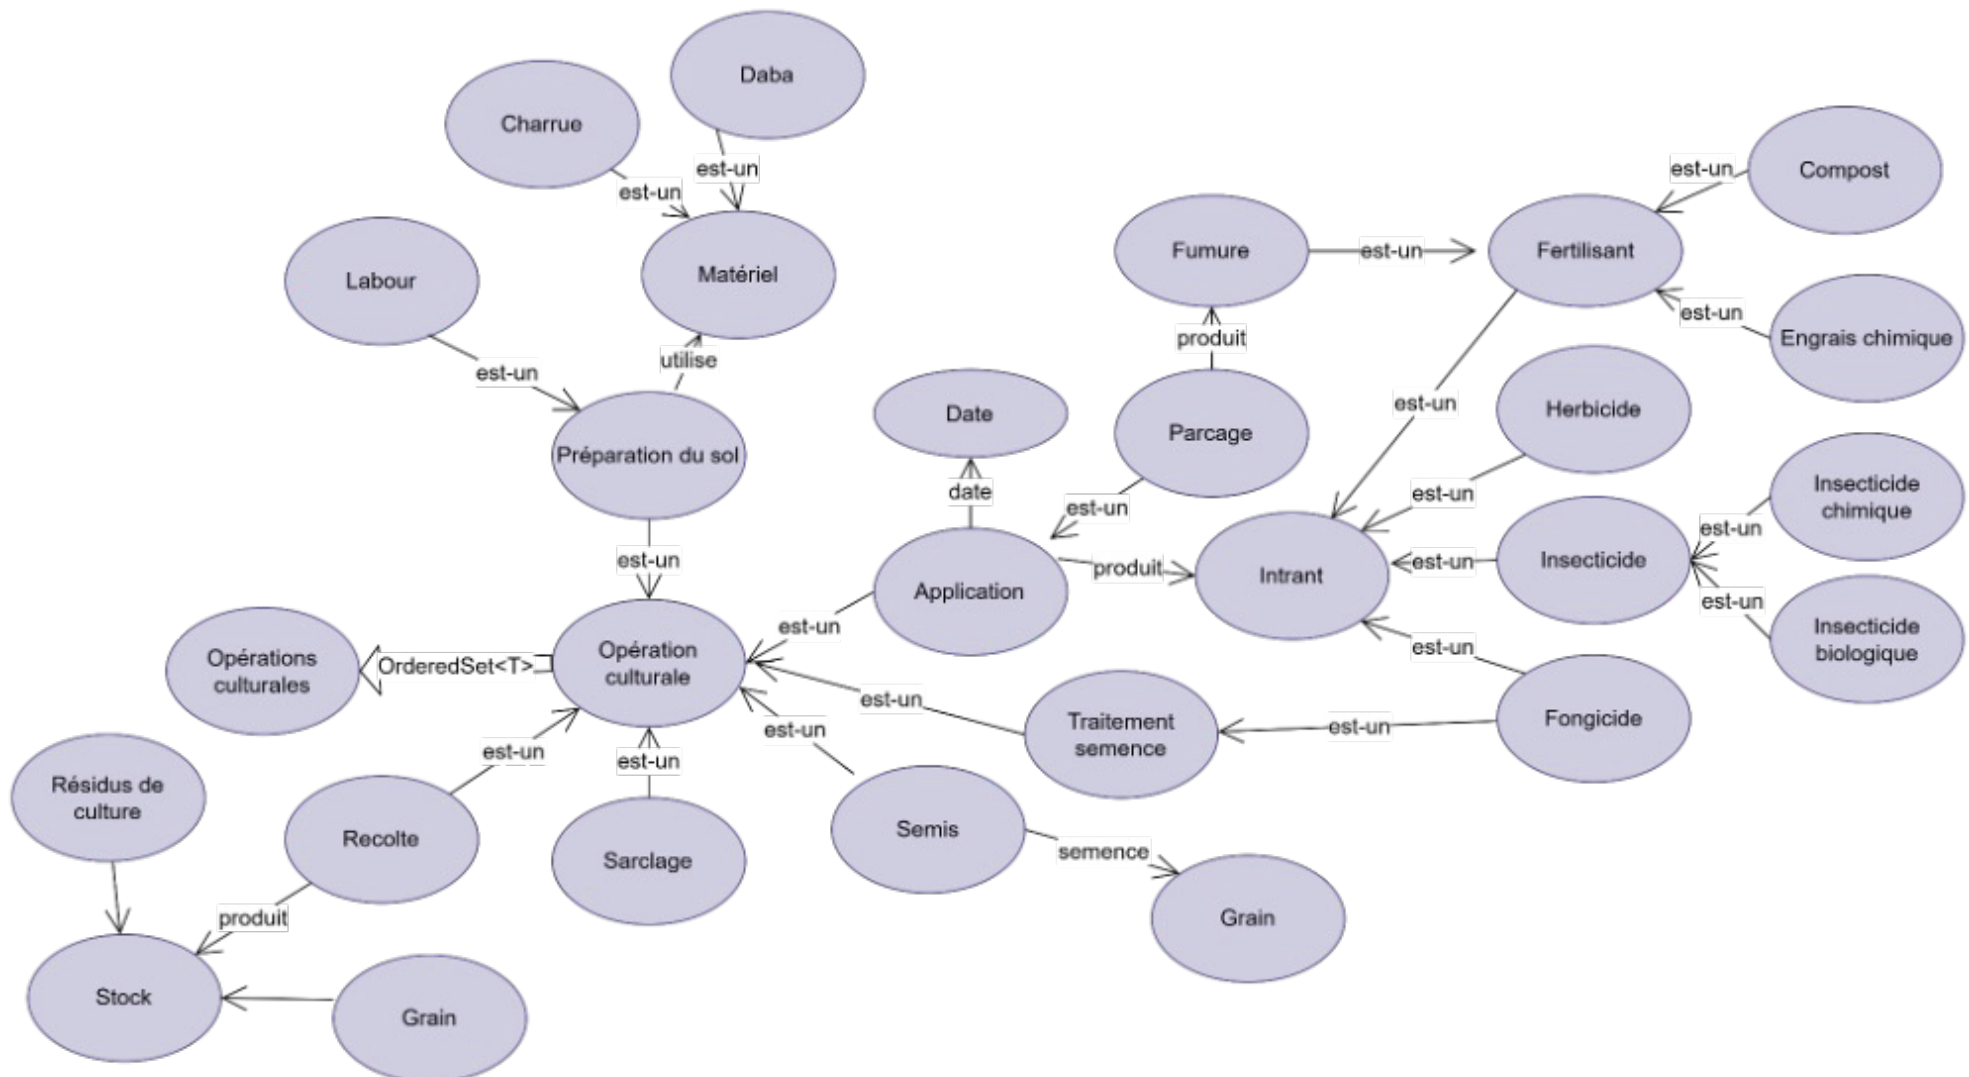 Daba
Charrue
est-un
est-un
Compost
est-un
Labour
Matériel
Fumure
est-un
Fertilisant
est-un
Engrais chimique
produit
utilise
est-un
Date
Parcage
est-un
Herbicide
Préparation du sol
date
est-un
est-un
Insecticide
chimique
est-un
est-un
Application
produit
Intrant
est-un
Insecticide
est-un
Insecticide
biologique
est-un
est-un
Opérations
culturales
OrderedSet<T>
Opération
culturale
est-un
Traitement
semence
est-un
Fongicide
est-un
est-un
est-un
Résidus de
culture
Recolte
Sarclage
Semis
semence
produit
Grain
Stock
Grain